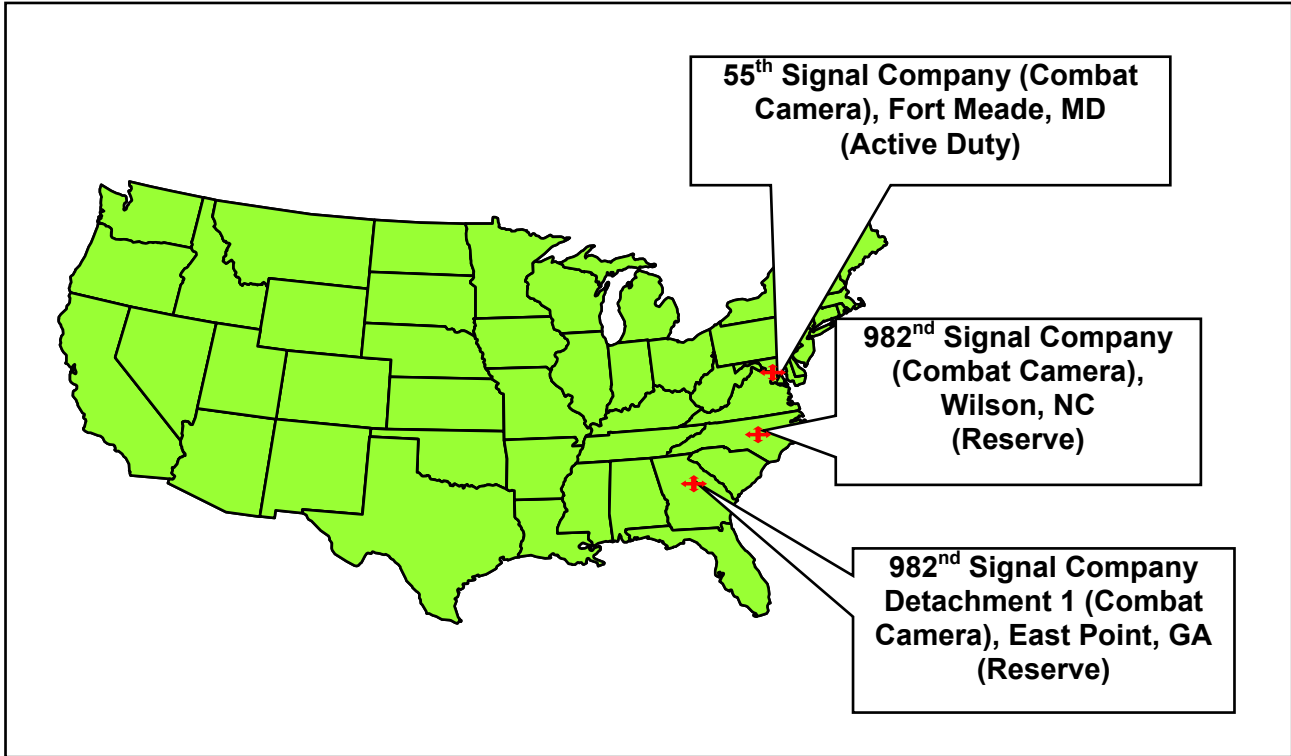 55th Signal Company (Combat
Camera), Fort Meade, MD
(Active Duty)
982nd Signal Company
(Combat Camera),
Wilson, NC
(Reserve)
982nd Signal Company
Detachment 1 (Combat
Camera), East Point, GA
(Reserve)